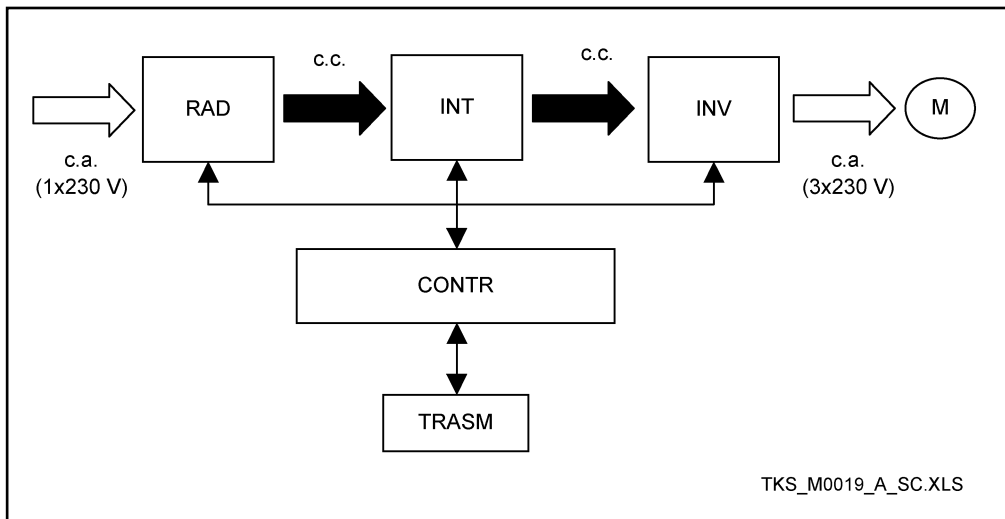 c.c.
c.c.
RAD
INT
INV
M
c.a.
(1x230 V)
c.a.
(3x230 V)
CONTR
TRASM
TKS_M0019_A_SC.XLS